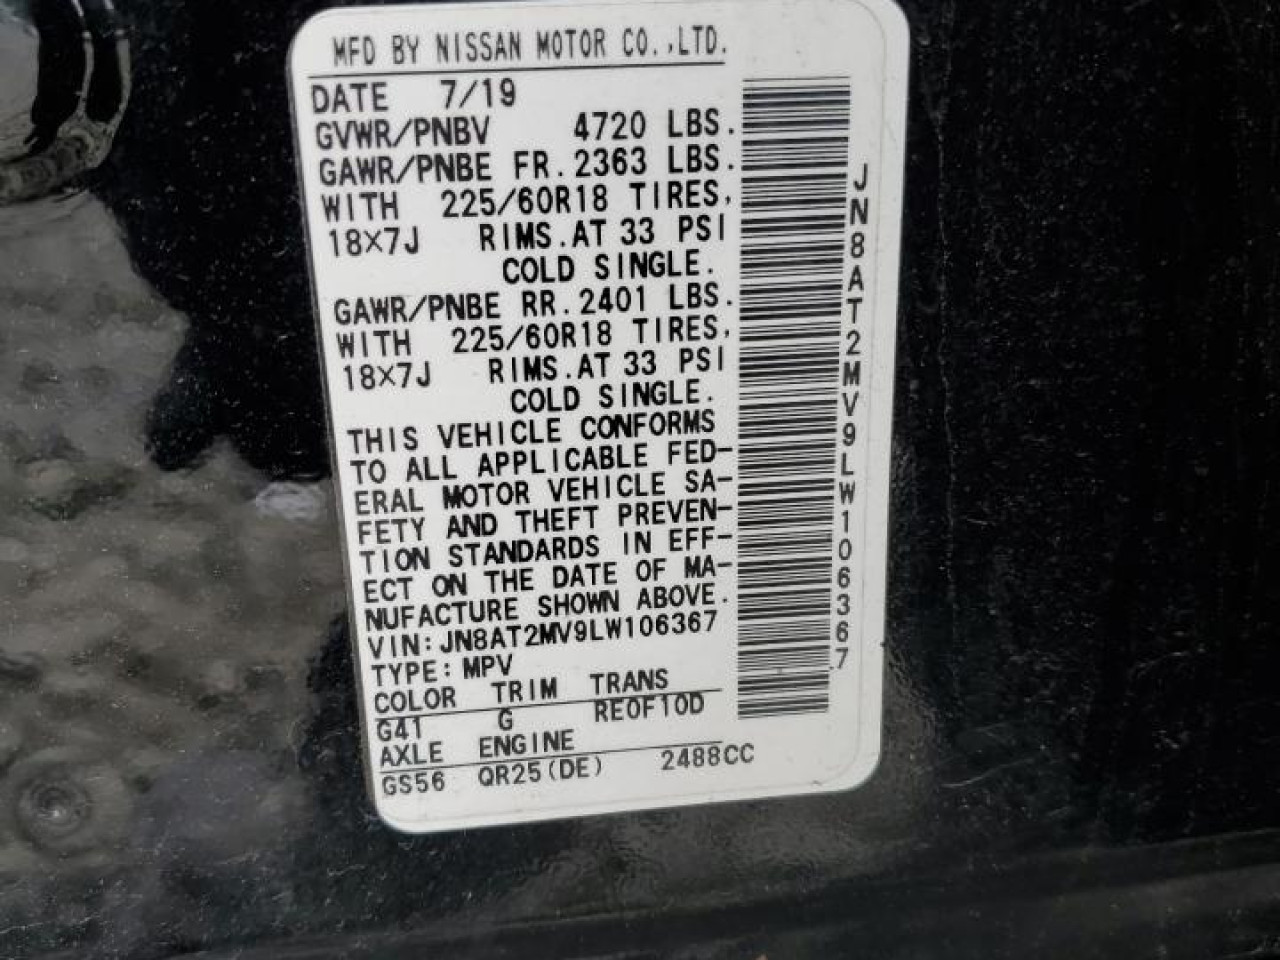 MFD BY NISSAN MOTOR CO.,LTD.
DATE 7/19
GVWR/PNBV 4720 LBS.
GAWR/PNBE FR. 2363 LBS.
WITH 225/60R18 TIRES,
18×7J RIMS.AT 33 PSI
COLD SINGLE.
GAWR/PNBE RR. 2401 LBS.
WITH 225/60R18 TIRES,
18×7J RIMS.AT 33 PSI
COLD SINGLE.
THIS VEHICLE CONFORMS
TO ALL APPLICABLE FED-
ERAL MOTOR VEHICLE SA-
FETY AND THEFT PREVEN-
TION STANDARDS IN EFF-
ECT ON THE DATE OF MA-
NUFACTURE SHOWN ABOVE.
VIN:JN8AT2MV9LW106367
TYPE:MPV
COLOR TRIM TRANS
G41 G RE0F10D
AXLE ENGINE
GS56 QR25(DE) 2488CC
JN8AT2MV9LW106367